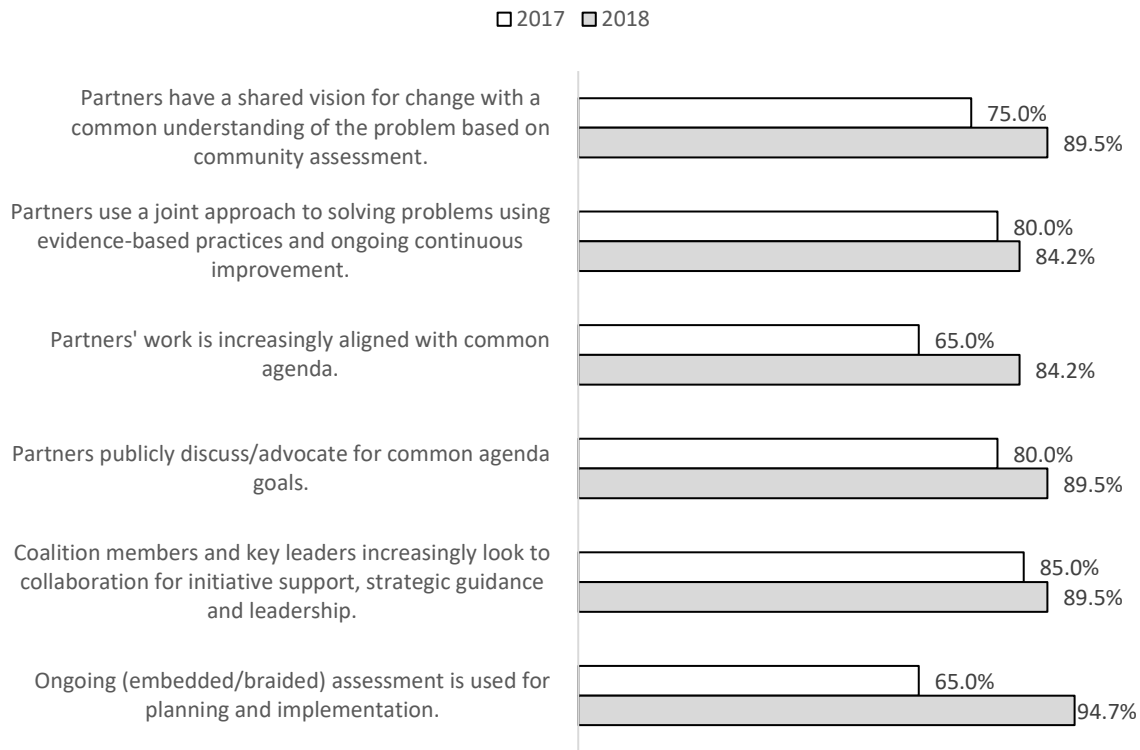 2017 2018
Partners have a shared vision for change with a
common understanding of the problem based on
community assessment.
75.0%
89.5%
Partners use a joint approach to solving problems using
evidence-based practices and ongoing continuous
improvement.
80.0%
84.2%
Partners' work is increasingly aligned with common
agenda.
65.0%
84.2%
Partners publicly discuss/advocate for common agenda
goals.
80.0%
89.5%
Coalition members and key leaders increasingly look to
collaboration for initiative support, strategic guidance
and leadership.
85.0%
89.5%
Ongoing (embedded/braided) assessment is used for
planning and implementation.
65.0%
94.7%